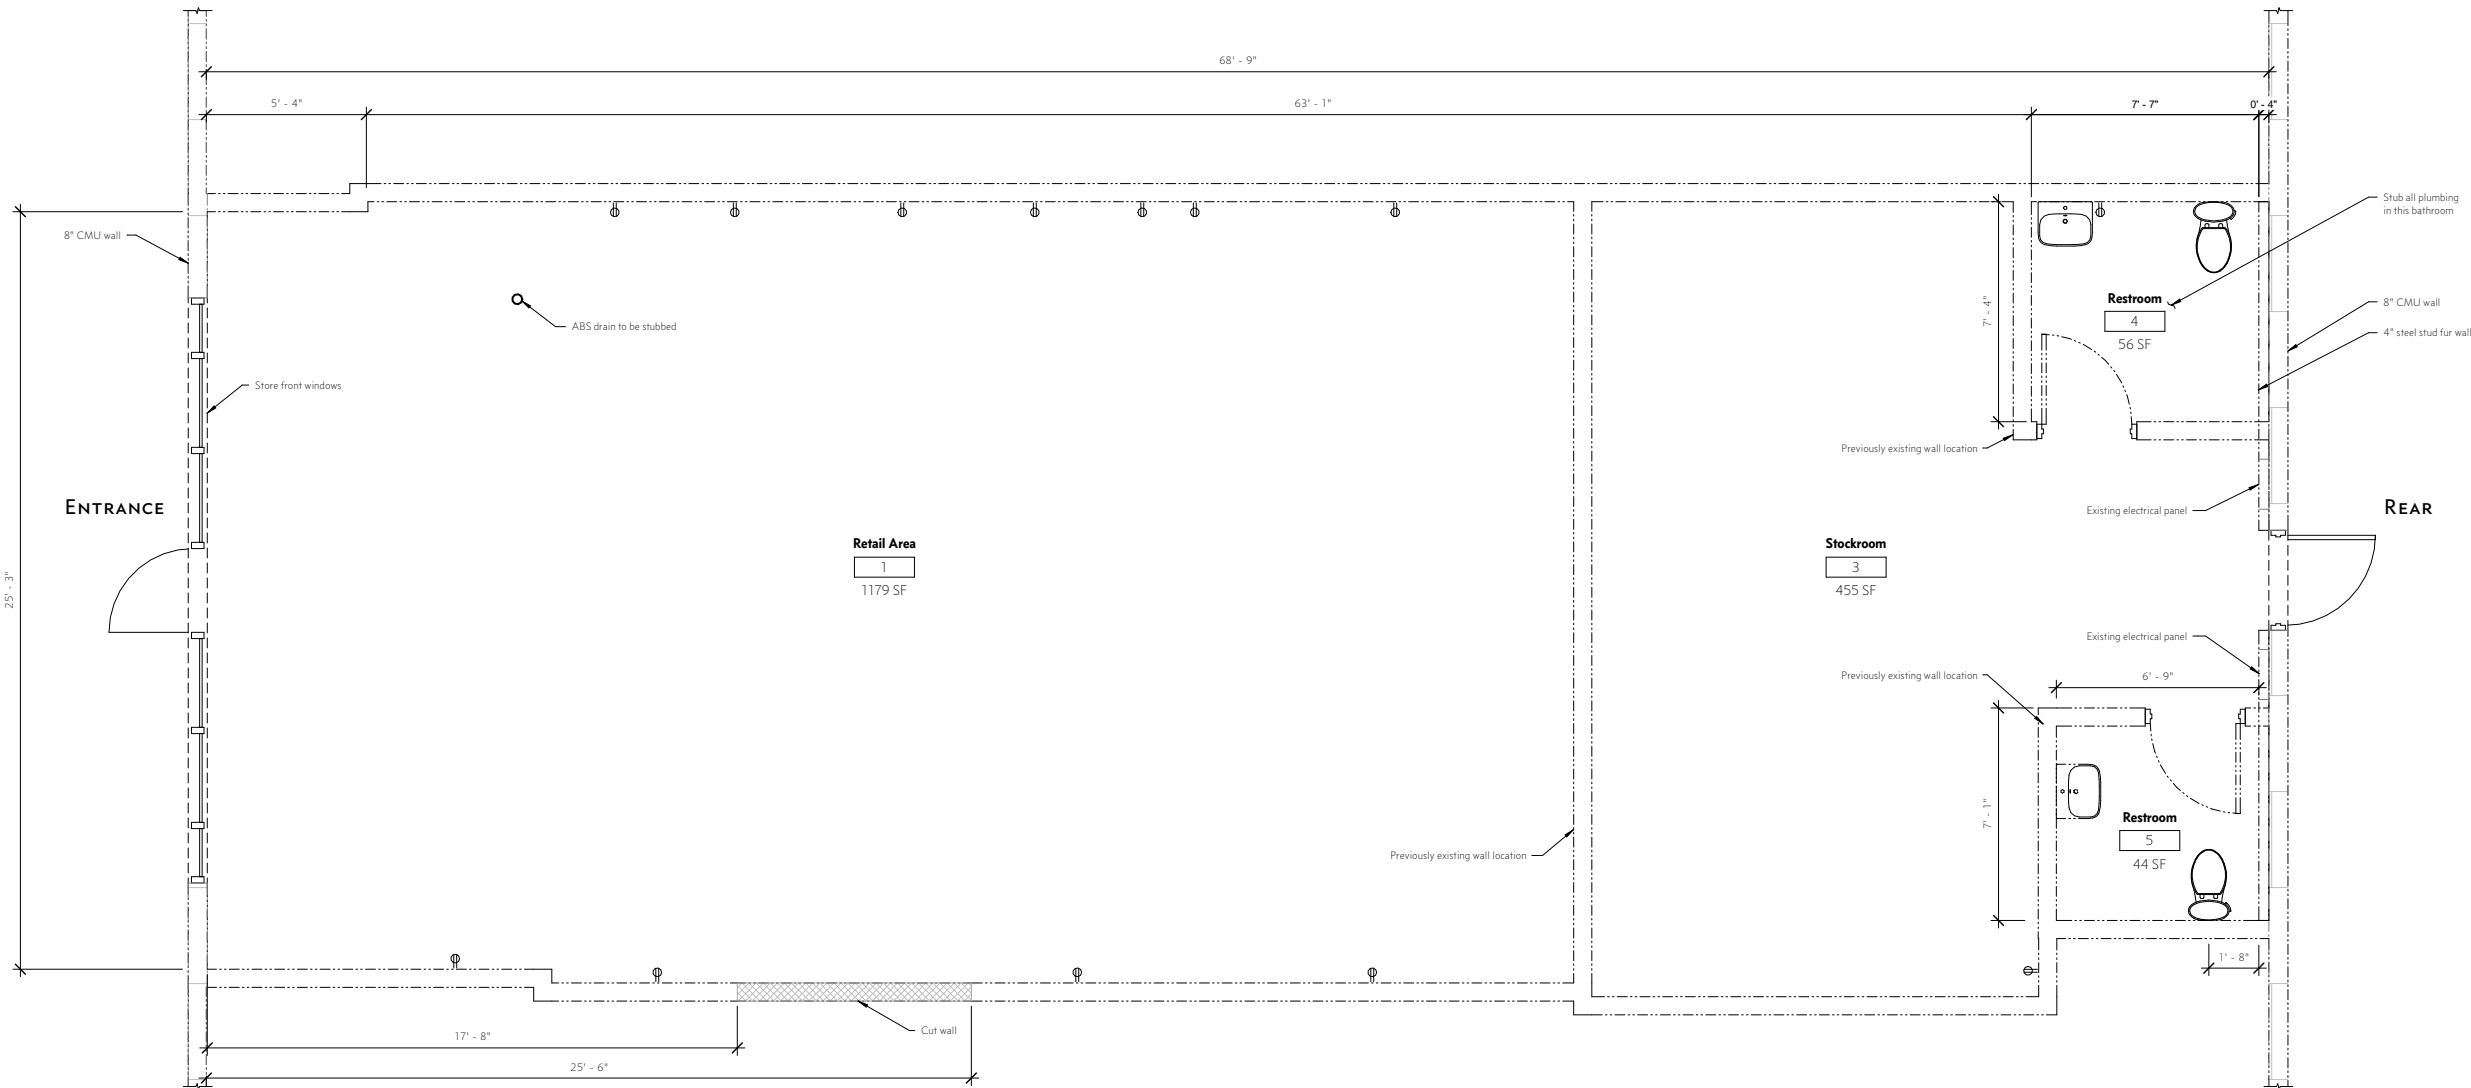 68' - 9"
5' - 4"
63' - 1"
7' - 7"
0' - 4"
Stub all plumbing
in this bathroom
8" CMU wall
Restroom
4
56 SF
8" CMU wall
7' - 4"
ABS drain to be stubbed
4" steel stud fur wall
Store front windows
Previously existing wall location
ENTRANCE
Existing electrical panel
REAR
Retail Area
1
1179 SF
Stockroom
3
455 SF
25' - 3"
Existing electrical panel
Previously existing wall location
6' - 9"
7' - 1"
Restroom
5
44 SF
Previously existing wall location
1' - 8"
Cut wall
17' - 8"
25' - 6"